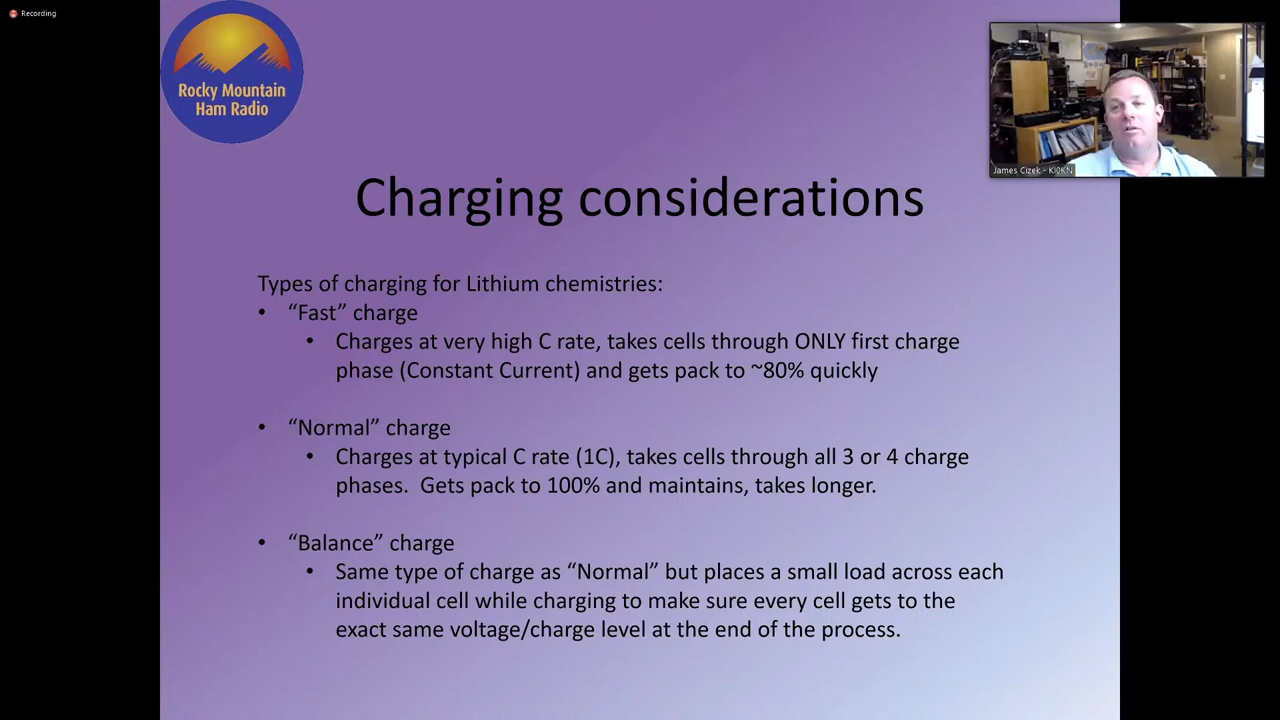 Recording
Rocky Mountain
Ham Radio
James Cizek - KI0KN
Charging considerations
Types of charging for Lithium chemistries:
• “Fast” charge
• Charges at very high C rate, takes cells through ONLY first charge
phase (Constant Current) and gets pack to ~80% quickly
• “Normal” charge
• Charges at typical C rate (1C), takes cells through all 3 or 4 charge
phases.  Gets pack to 100% and maintains, takes longer.
• “Balance” charge
• Same type of charge as “Normal” but places a small load across each
individual cell while charging to make sure every cell gets to the
exact same voltage/charge level at the end of the process.